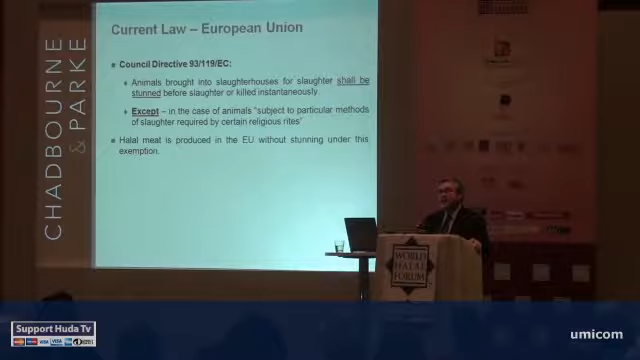 Current Law – European Union
CHADBOURNE
& PARKE
Council Directive 93/119/EC:
Animals brought into slaughterhouses for slaughter shall be
stunned before slaughter or killed instantaneously.
Except – in the case of animals "subject to particular methods
of slaughter required by certain religious rites"
Halal meat is produced in the EU without stunning under this
exemption.
WORLD
HALAL
FORUM
Support Huda Tv
umicom